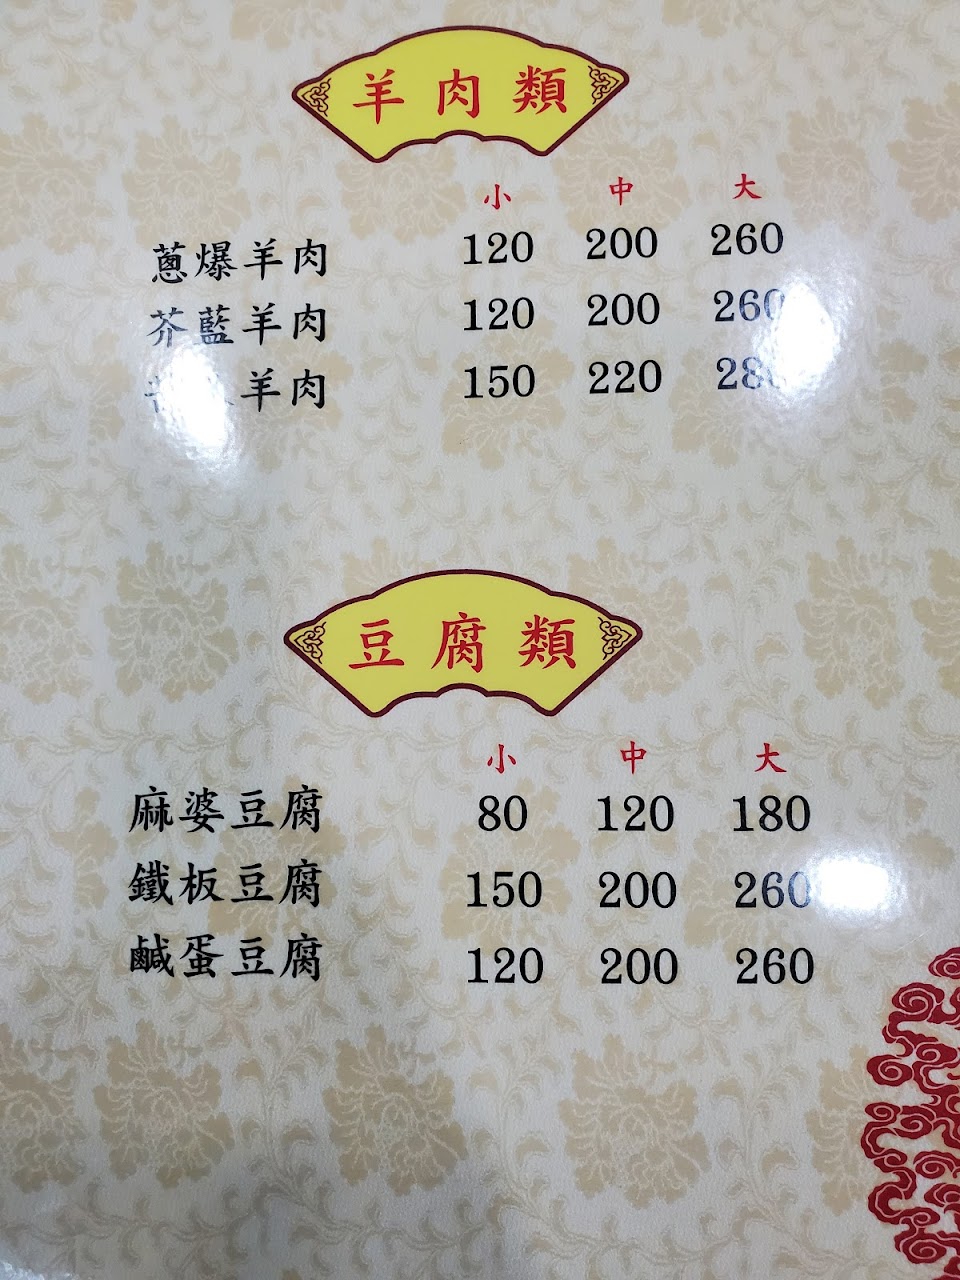 羊肉類
小 中 大
蔥爆羊肉 120 200 260
芥藍羊肉 120 200 260
羊肉 150 220 280
豆腐類
小 中 大
麻婆豆腐 80 120 180
鐵板豆腐 150 200 260
鹹蛋豆腐 120 200 260